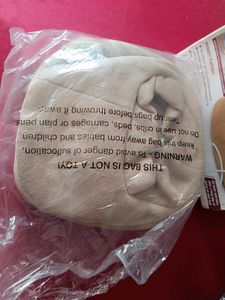 THIS BAG IS NOT A TOY!
WARNING - To avoid danger of suffocation,
Keep this bag away from babies and children
Do not use in cribs, beds, carriages or plan pens
Tear up bags before throwing it away